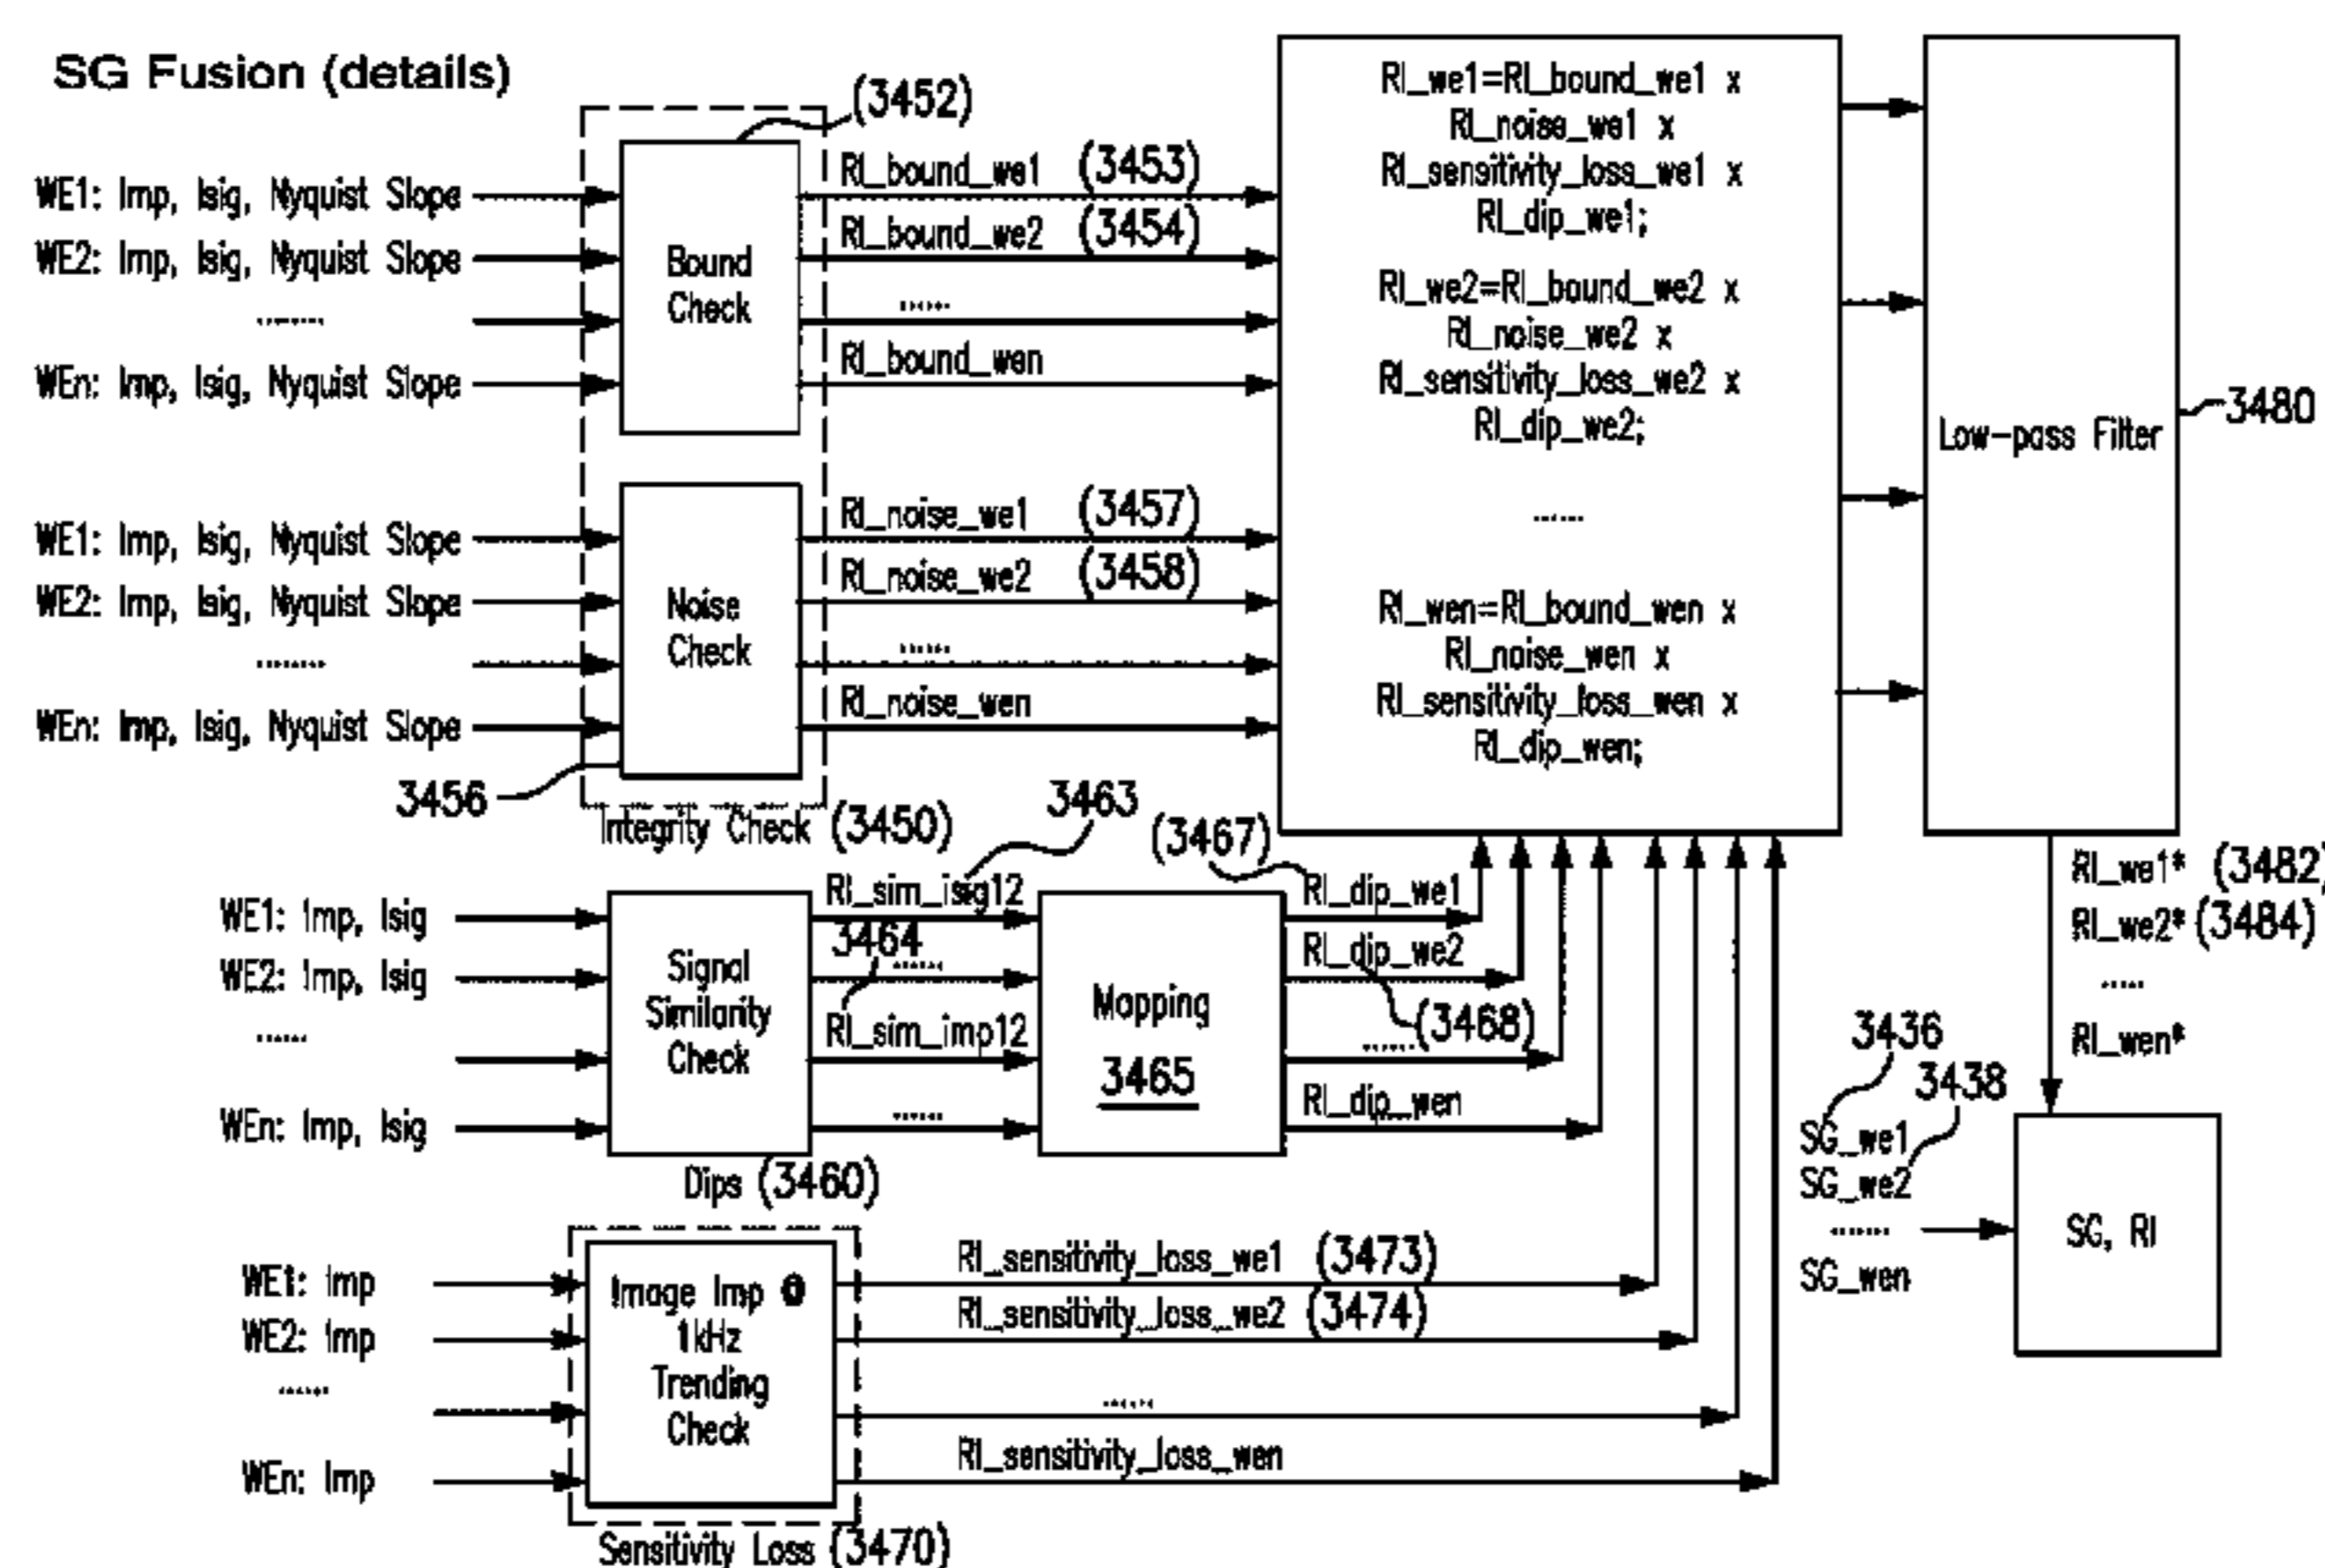 SG Fusion (details)
(3452)
WE1: Imp, Isig, Nyquist Slope
WE2: Imp, Isig, Nyquist Slope
........
WEn: Imp, Isig, Nyquist Slope
Bound
Check
RI_bound_we1 (3453)
RI_bound_we2 (3454)
......
RI_bound_wen
WE1: Imp, Isig, Nyquist Slope
WE2: Imp, Isig, Nyquist Slope
........
WEn: Imp, Isig, Nyquist Slope
Noise
Check
RI_noise_we1 (3457)
RI_noise_we2 (3458)
......
RI_noise_wen
3456
Integrity Check (3450)
RI_we1=RI_bound_we1 x
RI_noise_we1 x
RI_sensitivity_loss_we1 x
RI_dip_we1;
RI_we2=RI_bound_we2 x
RI_noise_we2 x
RI_sensitivity_loss_we2 x
RI_dip_we2;
......
RI_wen=RI_bound_wen x
RI_noise_wen x
RI_sensitivity_loss_wen x
RI_dip_wen;
Low-pass Filter
3480
WE1: Imp, Isig
WE2: Imp, Isig
......
WEn: Imp, Isig
Signal
Similarity
Check
Dips (3460)
3463
RI_sim_isig12
3464
......
RI_sim_imp12
......
Mapping
3465
(3467)
RI_dip_we1
RI_dip_we2
......(3468)
RI_dip_wen
RI_we1* (3482)
RI_we2* (3484)
.....
RI_wen*
3436
3438
SG_we1
SG_we2
.......
SG_wen
SG, RI
WE1: Imp
WE2: Imp
......
WEn: Imp
Image Imp @
1kHz
Trending
Check
Sensitivity Loss (3470)
RI_sensitivity_loss_we1 (3473)
RI_sensitivity_loss_we2 (3474)
......
RI_sensitivity_loss_wen